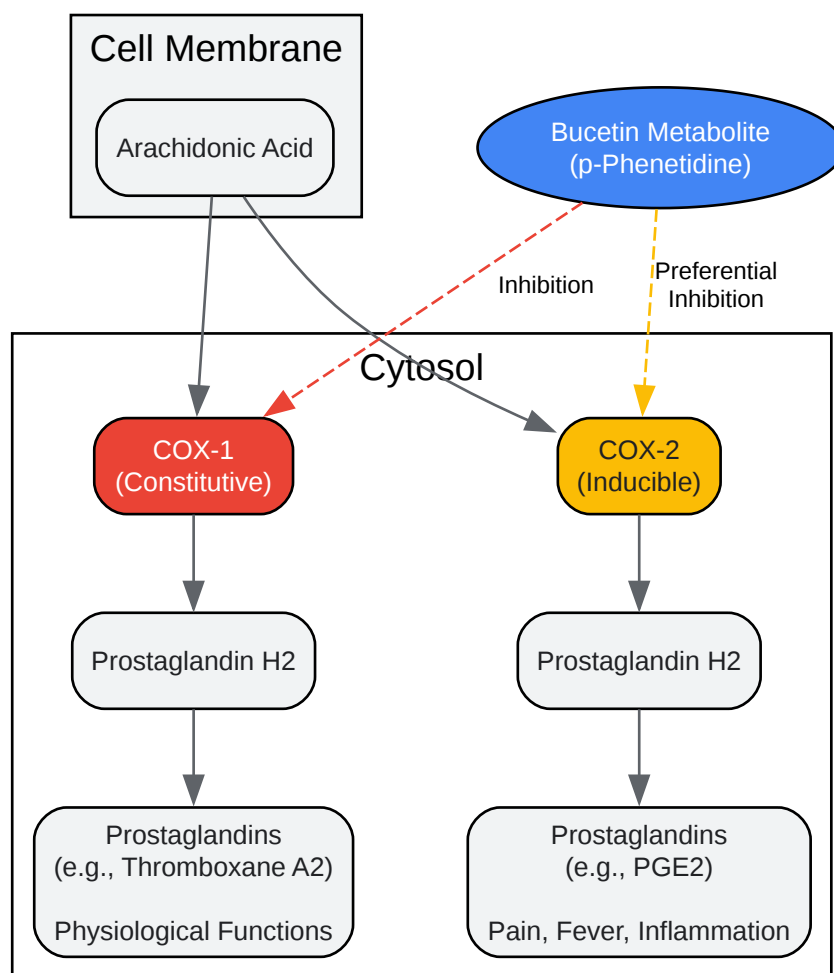 Cell Membrane
Arachidonic Acid
Bucetin Metabolite
(p-Phenetidine)
Inhibition
Preferential
Inhibition
Cytosol
COX-1
(Constitutive)
COX-2
(Inducible)
Prostaglandin H2
Prostaglandin H2
Prostaglandins
(e.g., Thromboxane A2)
Physiological Functions
Prostaglandins
(e.g., PGE2)
Pain, Fever, Inflammation